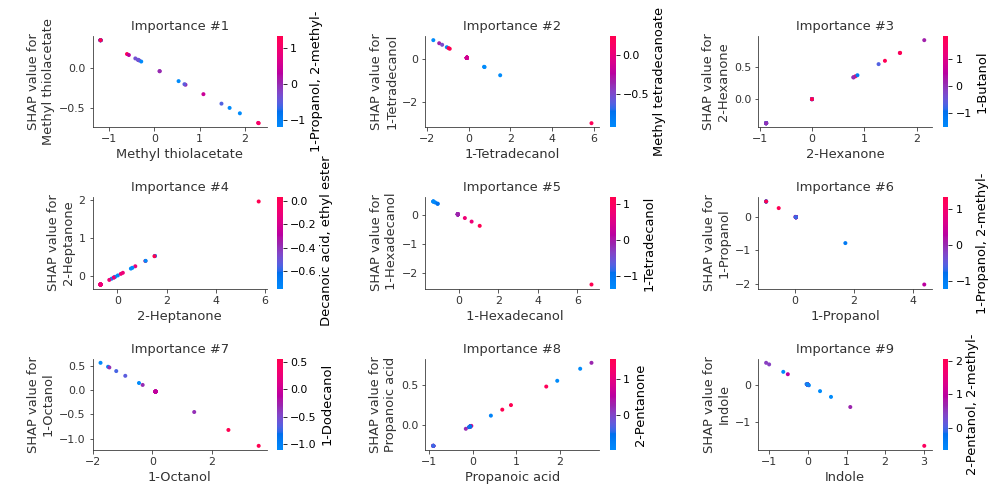 Importance #1
SHAP value for
Methyl thiolacetate
0.0
−0.5
−1
0
1
2
Methyl thiolacetate
1
0
−1
1-Propanol, 2-methyl-
Importance #2
SHAP value for
1-Tetradecanol
0
−2
−2
0
2
4
6
1-Tetradecanol
0.0
−0.5
Methyl tetradecanoate
Importance #3
SHAP value for
2-Hexanone
0.5
0.0
−1
0
1
2
2-Hexanone
1
0
−1
1-Butanol
Importance #4
SHAP value for
2-Heptanone
2
1
0
0
2
4
6
2-Heptanone
0.0
−0.2
−0.4
−0.6
Decanoic acid, ethyl ester
Importance #5
SHAP value for
1-Hexadecanol
0
−1
−2
0
2
4
6
1-Hexadecanol
1
0
−1
1-Tetradecanol
Importance #6
SHAP value for
1-Propanol
0
−1
−2
0
2
4
1-Propanol
1
0
−1
1-Propanol, 2-methyl-
Importance #7
SHAP value for
1-Octanol
0.5
0.0
−0.5
−1.0
−2
0
2
1-Octanol
0.5
0.0
−0.5
−1.0
1-Dodecanol
Importance #8
SHAP value for
Propanoic acid
0.5
0.0
−1
0
1
2
Propanoic acid
1
0
2-Pentanone
Importance #9
SHAP value for
Indole
0
−1
−1
0
1
2
3
Indole
2
1
0
2-Pentanol, 2-methyl-